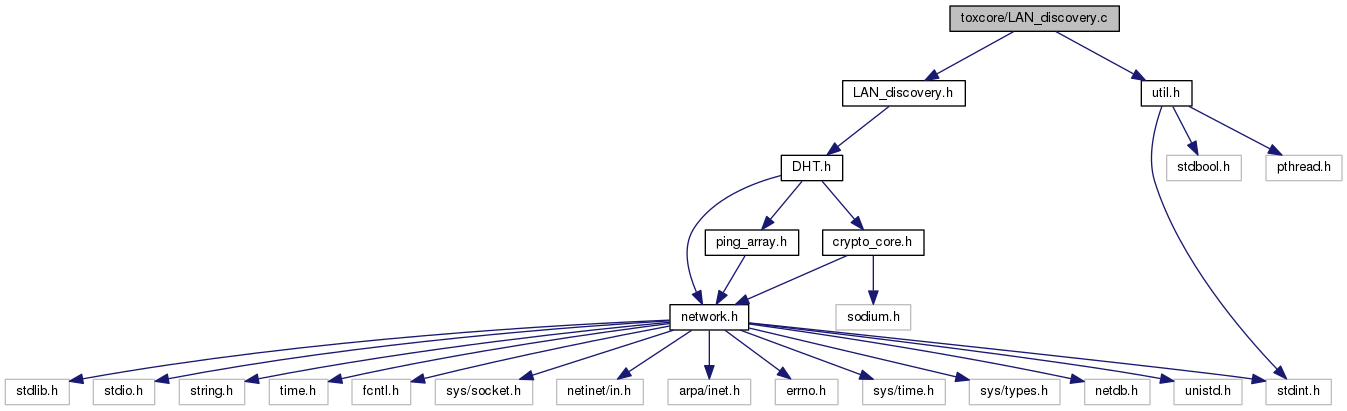 toxcore/LAN_discovery.c
LAN_discovery.h
util.h
DHT.h
stdbool.h
pthread.h
ping_array.h
crypto_core.h
network.h
sodium.h
stdlib.h
stdio.h
string.h
time.h
fcntl.h
sys/socket.h
netinet/in.h
arpa/inet.h
errno.h
sys/time.h
sys/types.h
netdb.h
unistd.h
stdint.h